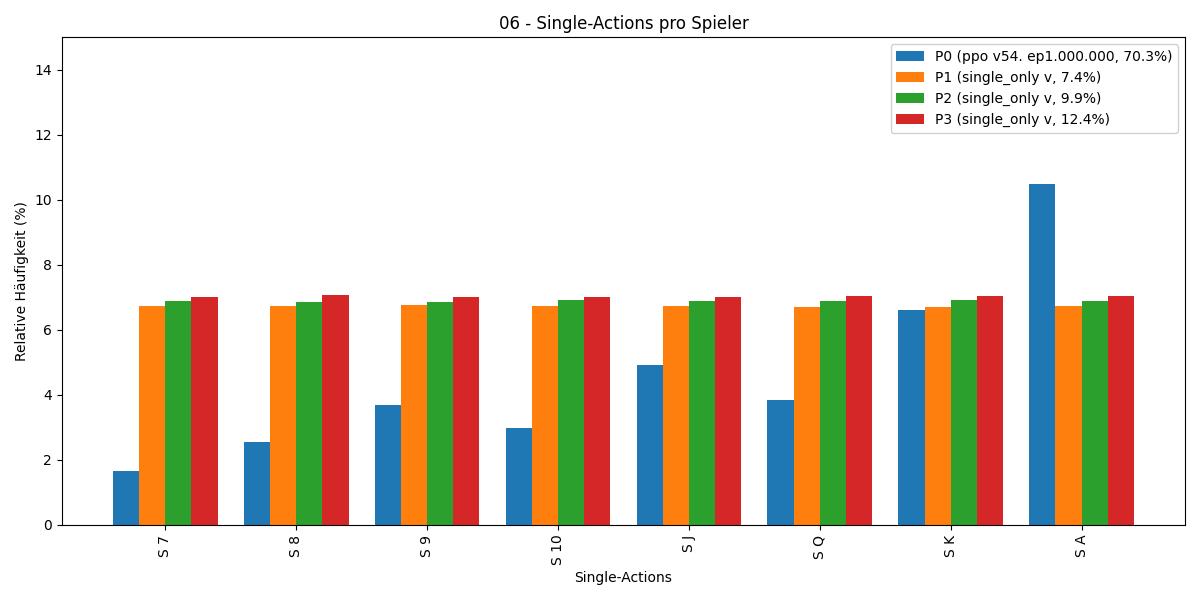 06 - Single-Actions pro Spieler
P0 (ppo v54. ep1.000.000, 70.3%)
P1 (single_only v, 7.4%)
P2 (single_only v, 9.9%)
P3 (single_only v, 12.4%)
Relative Häufigkeit (%)
14
12
10
8
6
4
2
0
S 7
S 8
S 9
S 10
S J
S Q
S K
S A
Single-Actions